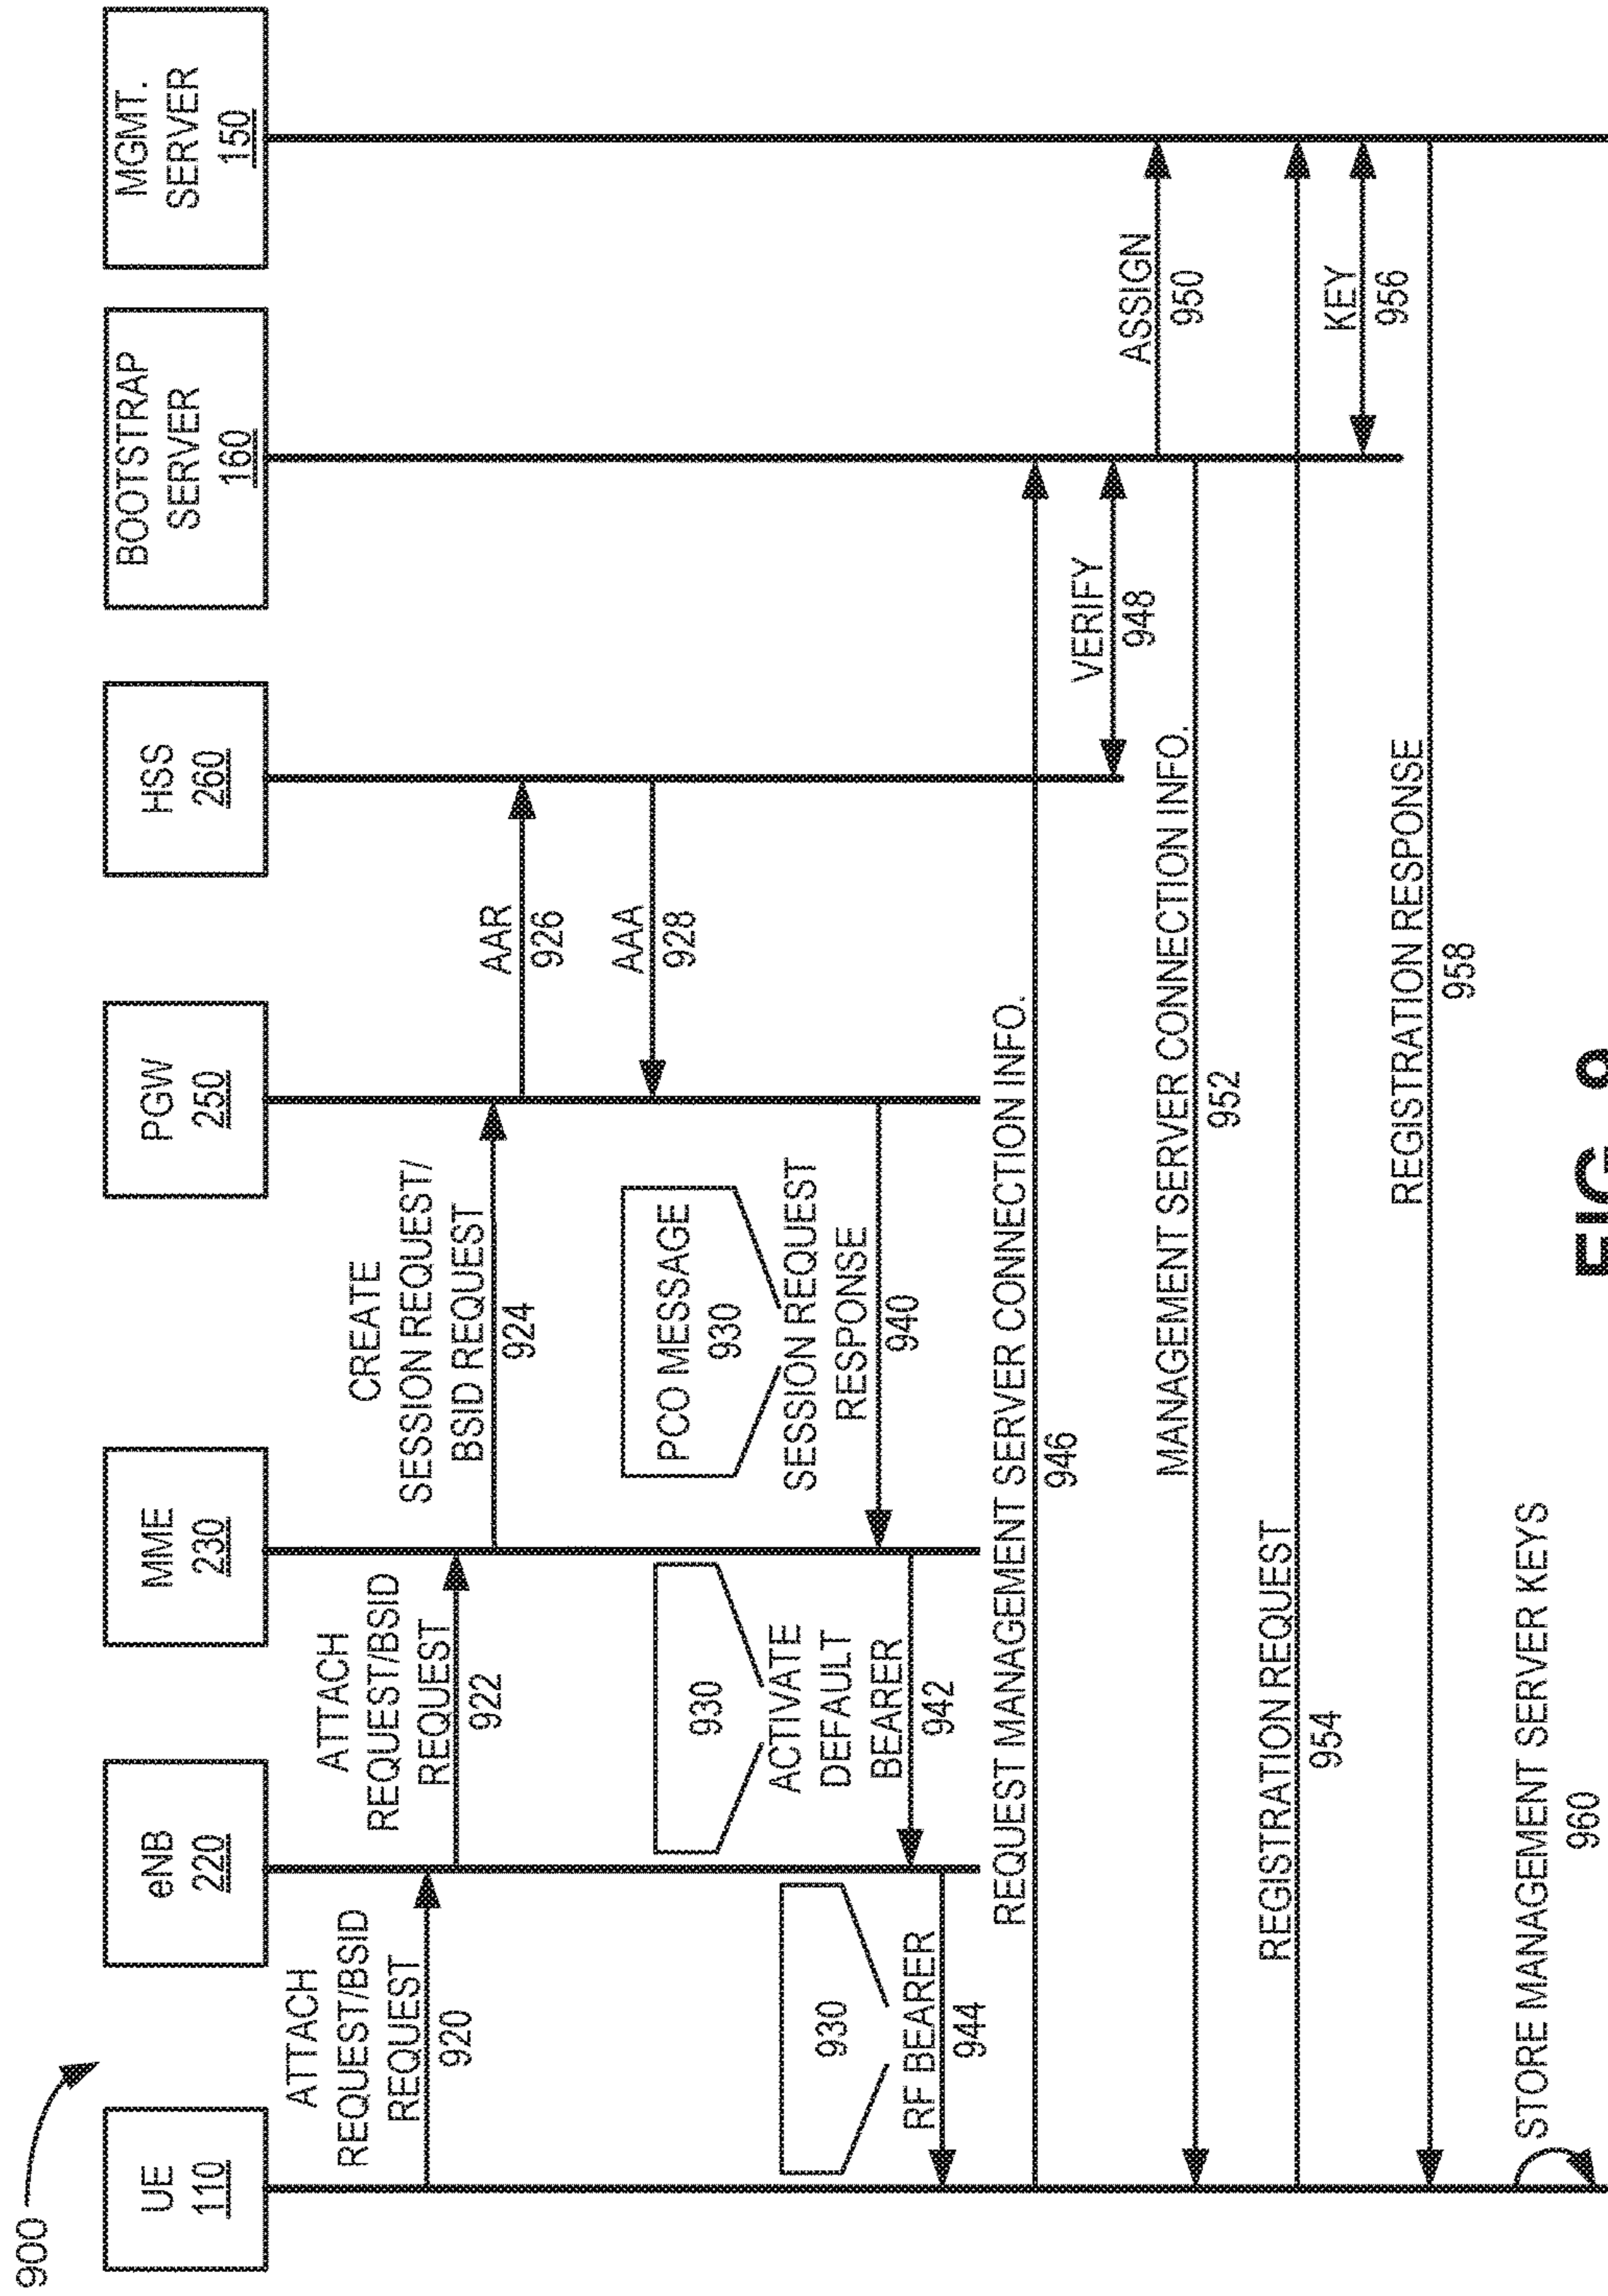 900
UE
110
eNB
220
MME
230
PGW
250
HSS
260
BOOTSTRAP
SERVER
160
MGMT.
SERVER
150
ATTACH
REQUEST/BSID
REQUEST
920
ATTACH
REQUEST/BSID
REQUEST
922
CREATE
SESSION REQUEST/
BSID REQUEST
924
AAR
926
AAA
928
PCO MESSAGE
930
SESSION REQUEST
RESPONSE
940
930
ACTIVATE
DEFAULT
BEARER
942
930
RF BEARER
944
REQUEST MANAGEMENT SERVER CONNECTION INFO.
946
VERIFY
948
ASSIGN
950
MANAGEMENT SERVER CONNECTION INFO.
952
REGISTRATION REQUEST
954
KEY
956
REGISTRATION RESPONSE
958
STORE MANAGEMENT SERVER KEYS
960
FIG.